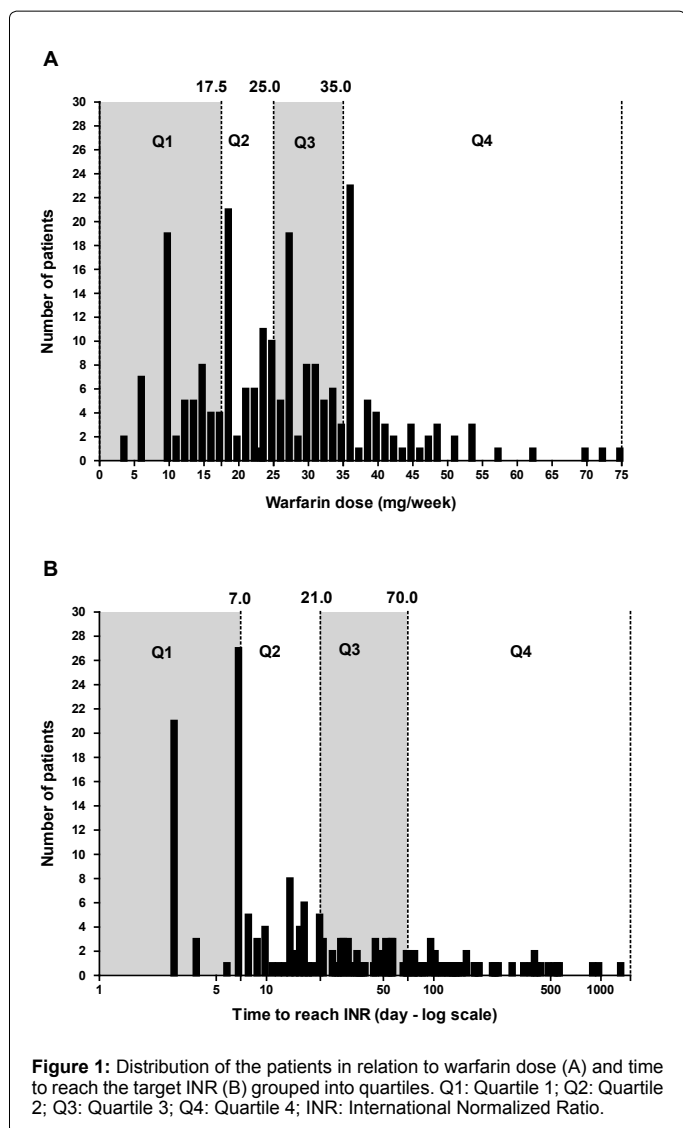 A
17.5 25.0 35.0
30
28
26
24
22
20
18
16
14
12
10
8
6
4
2
0
Number of patients
Q1 Q2 Q3 Q4
0 5 10 15 20 25 30 35 40 45 50 55 60 65 70 75
Warfarin dose (mg/week)
B
7.0 21.0 70.0
30
28
26
24
22
20
18
16
14
12
10
8
6
4
2
0
Number of patients
Q1 Q2 Q3 Q4
1 5 10 50 100 500 1000
Time to reach INR (day - log scale)
Figure 1: Distribution of the patients in relation to warfarin dose (A) and time
to reach the target INR (B) grouped into quartiles. Q1: Quartile 1; Q2: Quartile
2; Q3: Quartile 3; Q4: Quartile 4; INR: International Normalized Ratio.